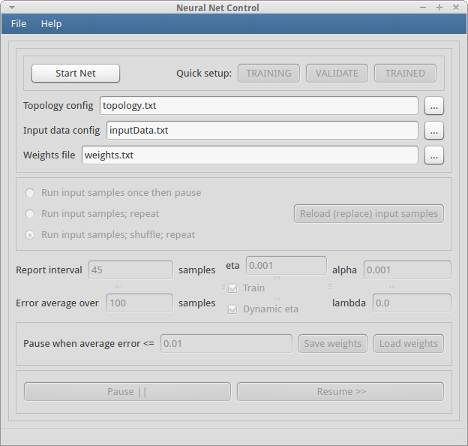 Neural Net Control
File Help
Start Net Quick setup: TRAINING VALIDATE TRAINED
Topology config topology.txt ...
Input data config inputData.txt ...
Weights file weights.txt ...
Run input samples once then pause
Run input samples; repeat Reload (replace) input samples
Run input samples; shuffle; repeat
Report interval 45 samples eta 0.001 alpha 0.001
Train
Error average over 100 samples Dynamic eta lambda 0.0
Pause when average error <= 0.01 Save weights Load weights
Pause || Resume >>